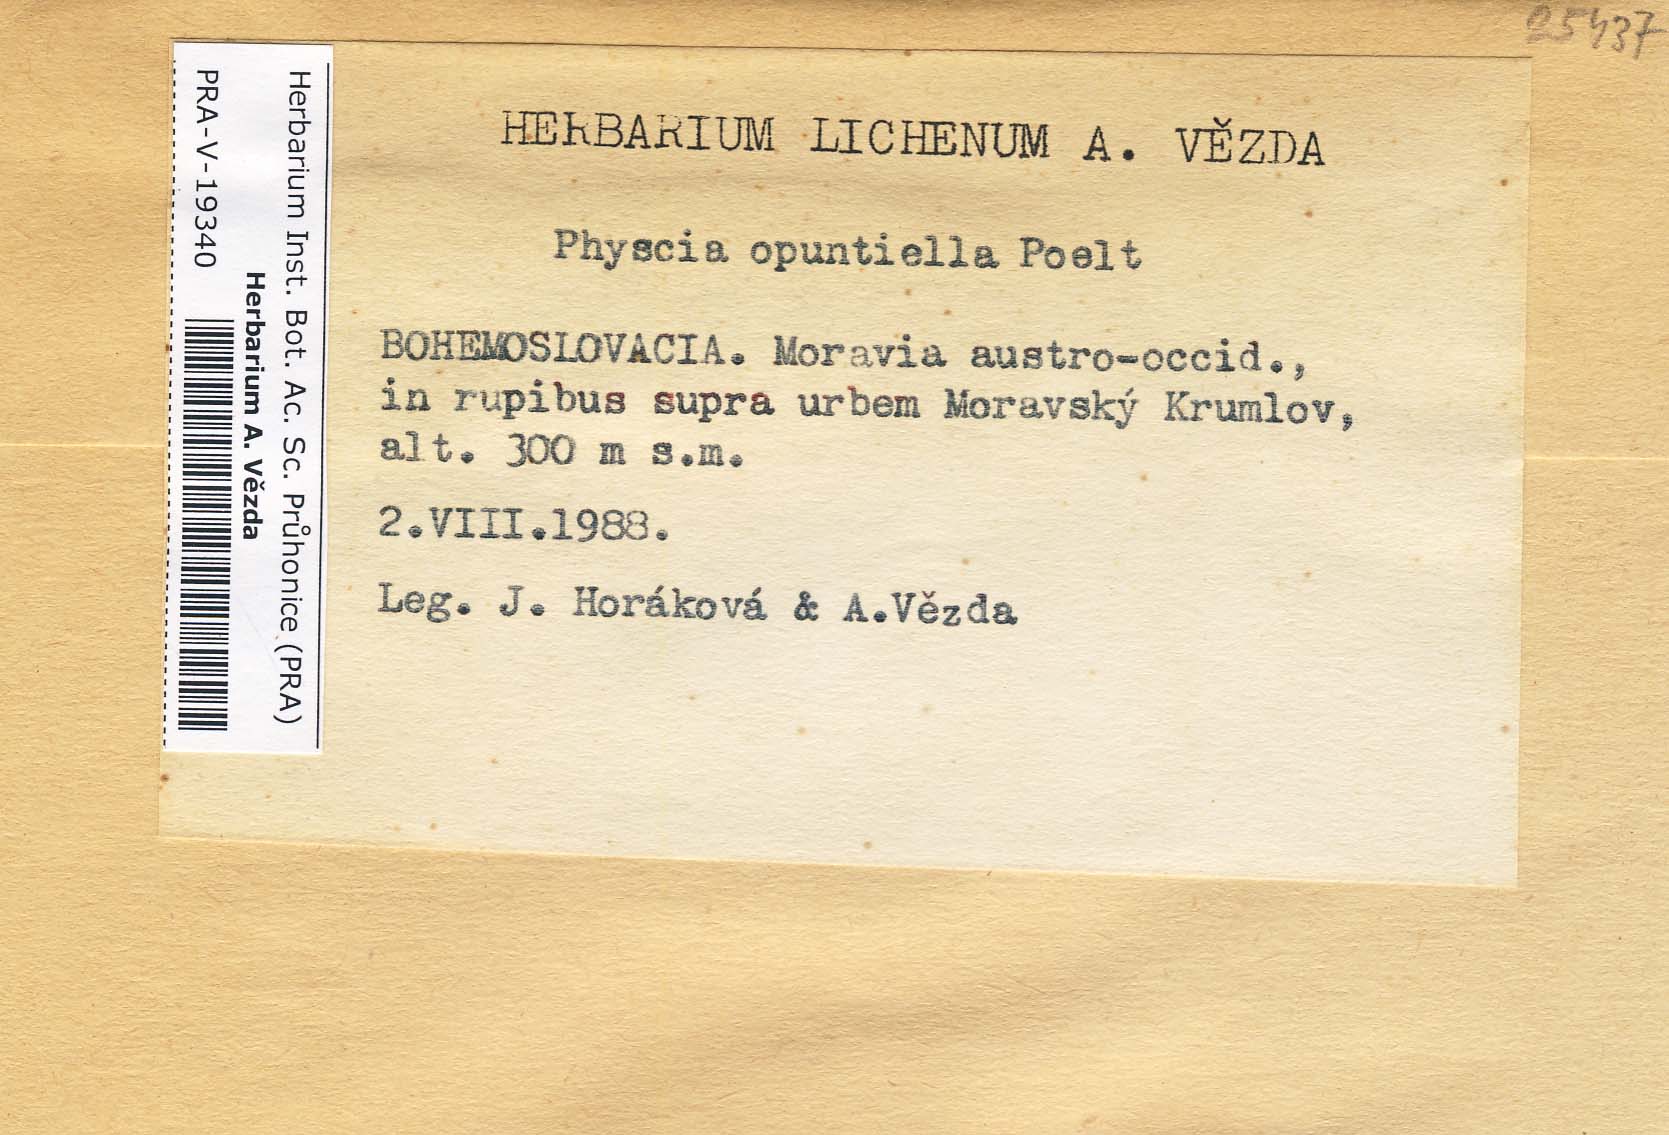 25437
HERBARIUM LICHENUM A. VĚZDA
Physcia opuntiella Poelt
BOHEMOSLOVACIA. Moravia austro-occid.,
in rupibus supra urbem Moravský Krumlov,
alt. 300 m s.m.
2.VIII.1988.
Leg. J. Horáková & A.Vězda
Herbarium Inst. Bot. Ac. Sc. Průhonice (PRA)
Herbarium A. Vězda
PRA-V-19340